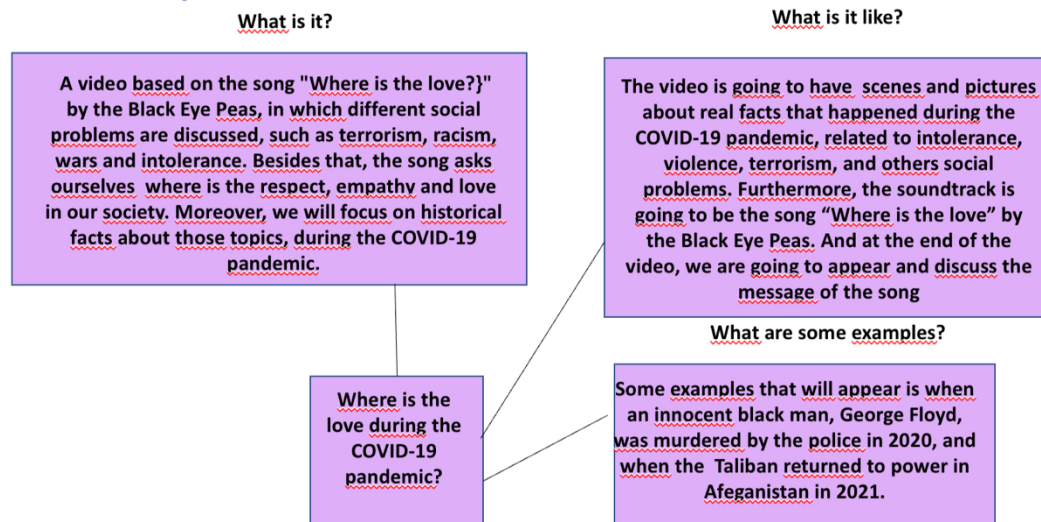 What is it?
A video based on the song "Where is the love?}"
by the Black Eye Peas, in which different social
problems are discussed, such as terrorism, racism,
wars and intolerance. Besides that, the song asks
ourselves where is the respect, empathy and love
in our society. Moreover, we will focus on historical
facts about those topics, during the COVID-19
pandemic.
What is it like?
The video is going to have scenes and pictures
about real facts that happened during the
COVID-19 pandemic, related to intolerance,
violence, terrorism, and others social
problems. Furthermore, the soundtrack is
going to be the song “Where is the love” by
the Black Eye Peas. And at the end of the
video, we are going to appear and discuss the
message of the song
What are some examples?
Some examples that will appear is when
an innocent black man, George Floyd,
was murdered by the police in 2020, and
when the Taliban returned to power in
Afeganistan in 2021.
Where is the
love during the
COVID-19
pandemic?